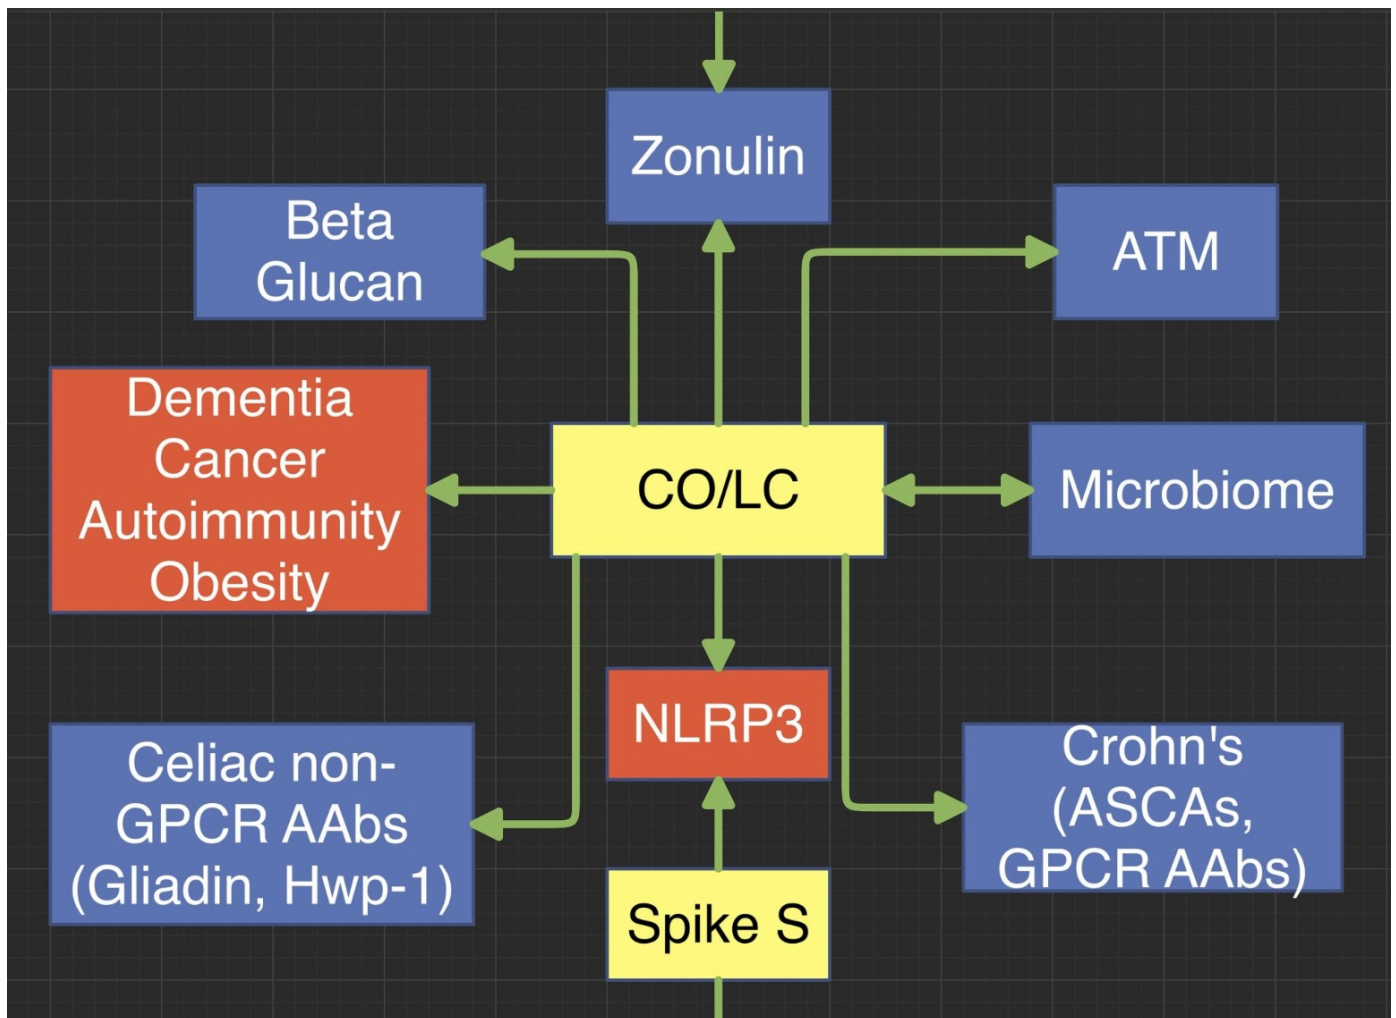 Zonulin
Beta
Glucan
ATM
Dementia
Cancer
Autoimmunity
Obesity
CO/LC
Microbiome
NLRP3
Celiac non-
GPCR AAbs
(Gliadin, Hwp-1)
Crohn's
(ASCAs,
GPCR AAbs)
Spike S